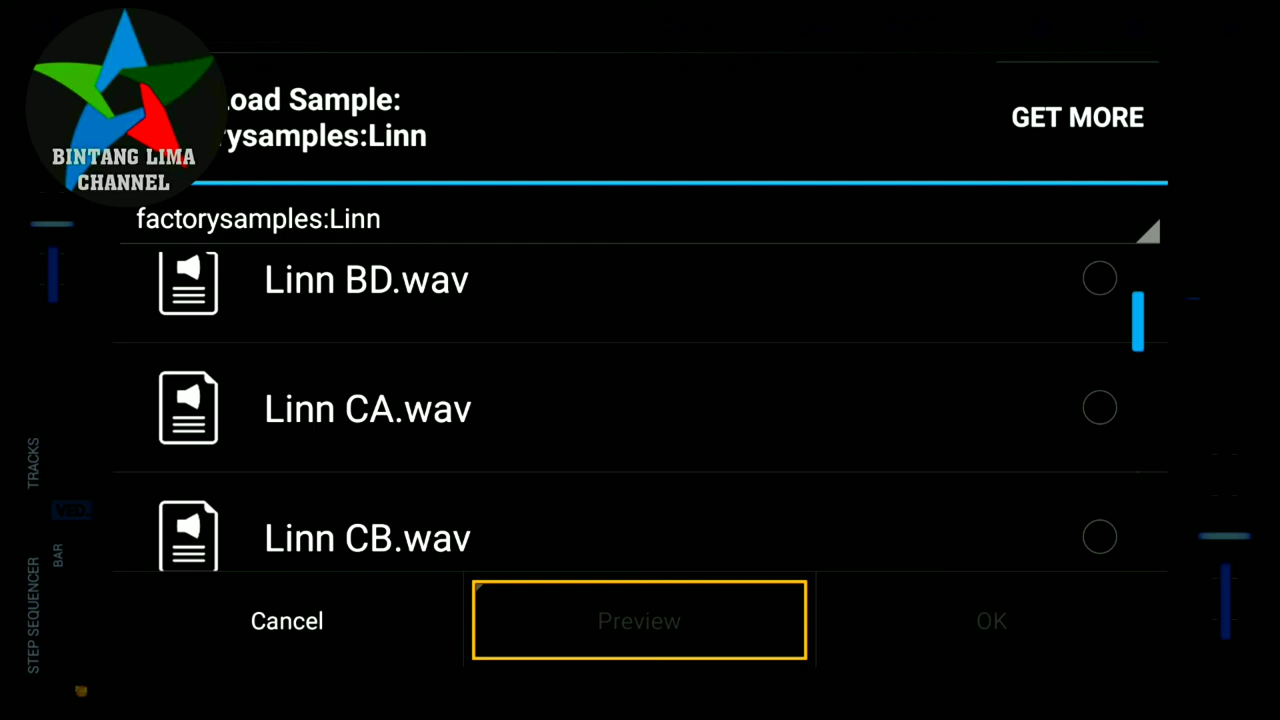 BINTANG LIMA
CHANNEL
oad Sample:
rysamples:Linn
GET MORE
factorysamples:Linn
Linn BD.wav
Linn CA.wav
Linn CB.wav
Cancel
Preview
OK
TRACKS
BAR
STEP SEQUENCER